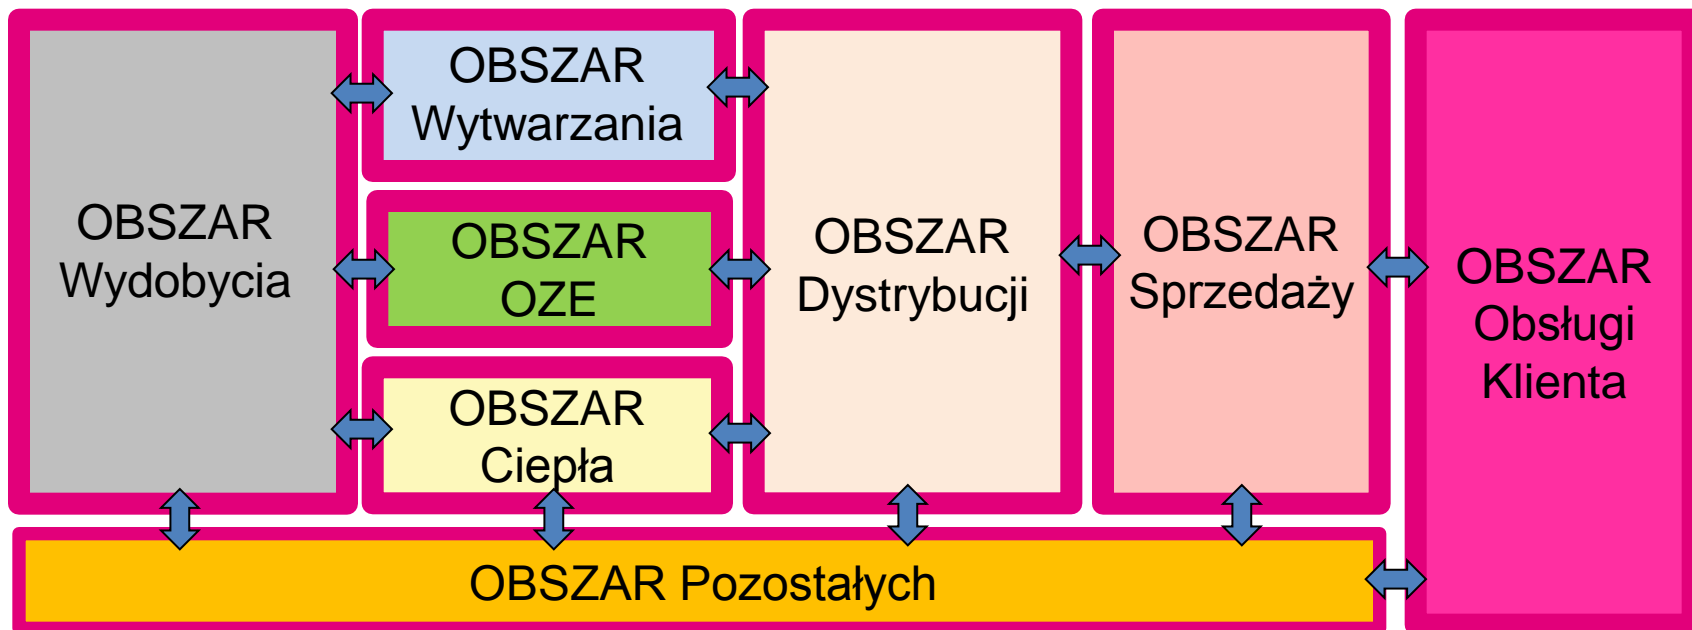 OBSZAR
Wydobycia
OBSZAR
Wytwarzania
OBSZAR
OZE
OBSZAR
Ciepła
OBSZAR
Dystrybucji
OBSZAR
Sprzedaży
OBSZAR
Obsługi
Klienta
OBSZAR Pozostałych